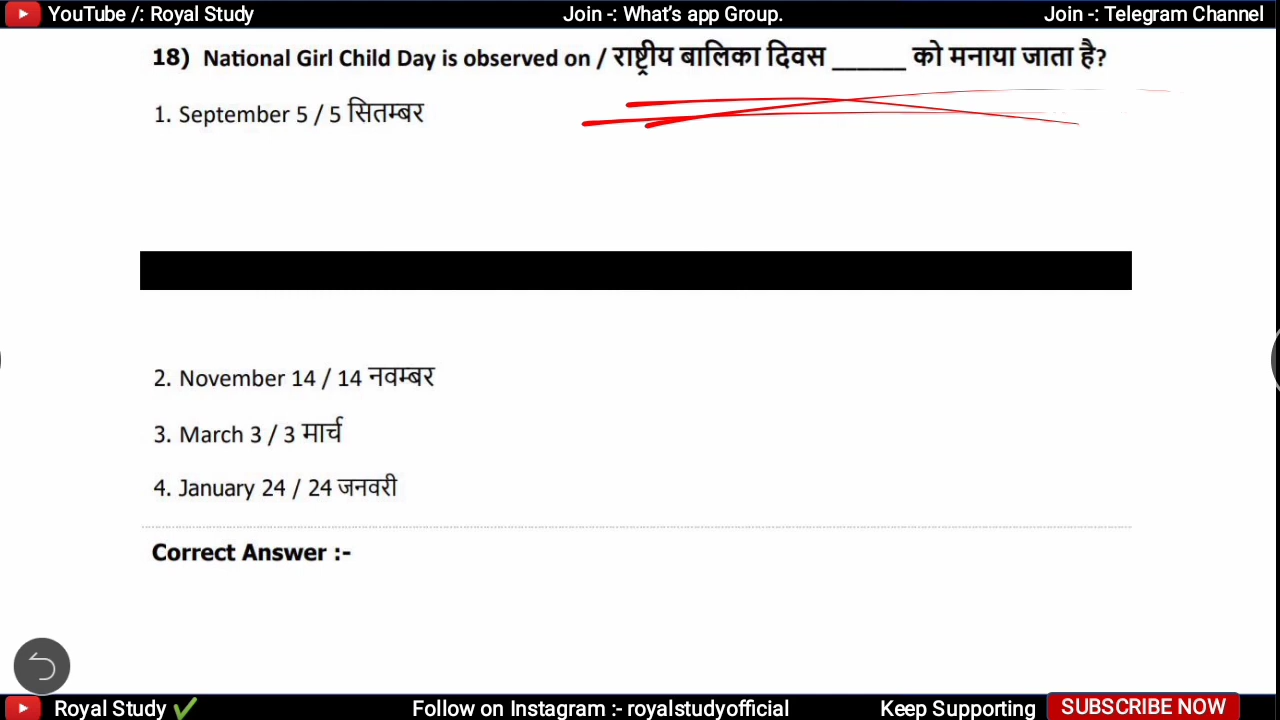 YouTube /: Royal Study Join -: What's app Group. Join -: Telegram Channel
18) National Girl Child Day is observed on / राष्ट्रीय बालिका दिवस ______ को मनाया जाता है?
1. September 5 / 5 सितम्बर
2. November 14 / 14 नवम्बर
3. March 3 / 3 मार्च
4. January 24 / 24 जनवरी
Correct Answer :-
Royal Study Follow on Instagram :- royalstudyofficial Keep Supporting SUBSCRIBE NOW